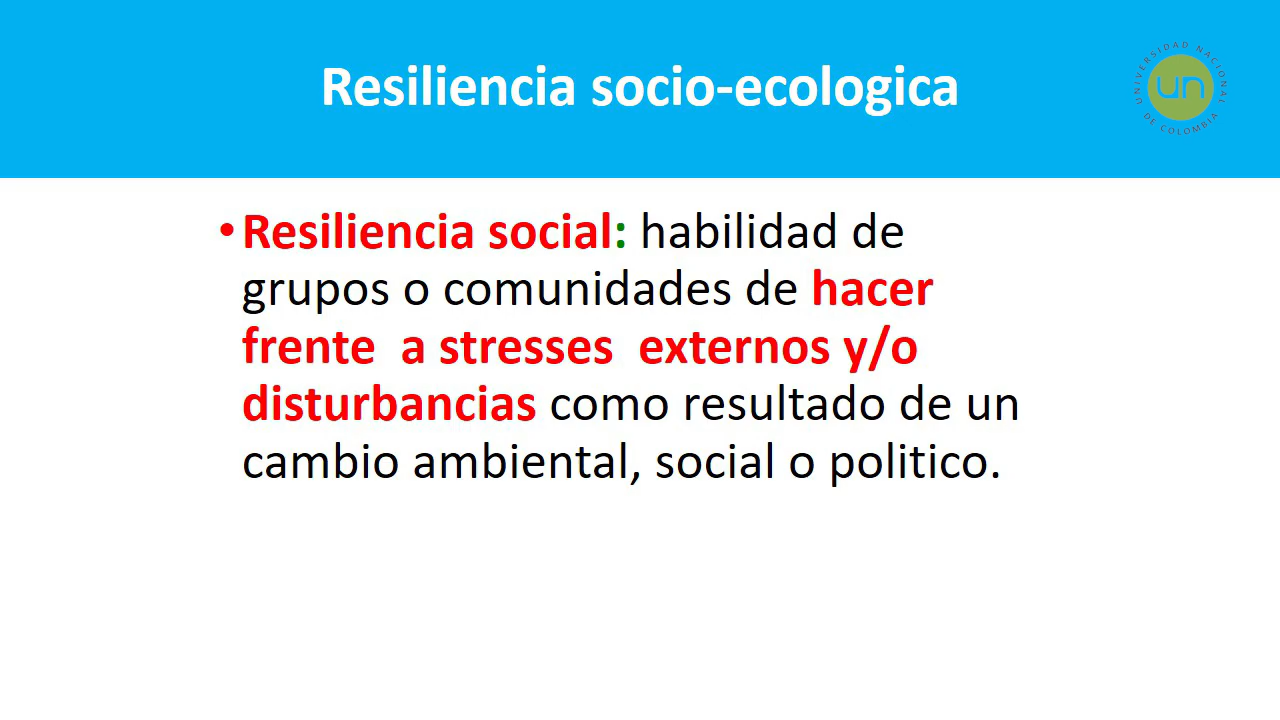 Resiliencia socio-ecologica
UNIVERSIDAD NACIONAL
DE COLOMBIA
un
• Resiliencia social: habilidad de
grupos o comunidades de hacer
frente a stresses externos y/o
disturbancias como resultado de un
cambio ambiental, social o politico.